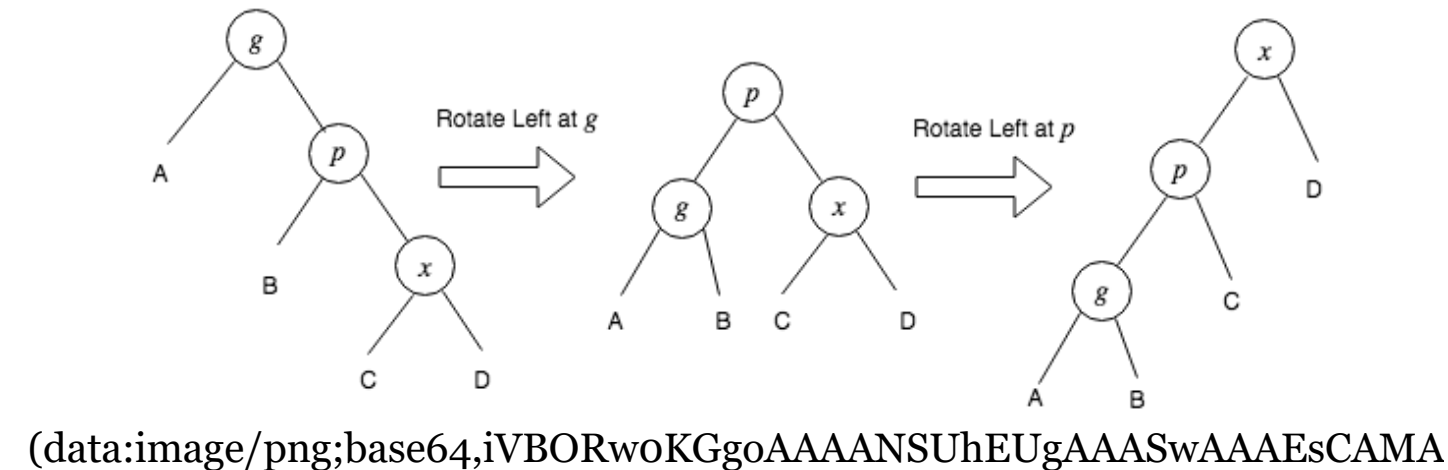 g
p
x
A
B
C
D
Rotate Left at g
p
g
x
A
B
C
D
Rotate Left at p
x
p
g
D
C
A
B
(data:image/png;base64,iVBORw0KGgoAAAANSUhEUgAAASwAAAEsCAMA